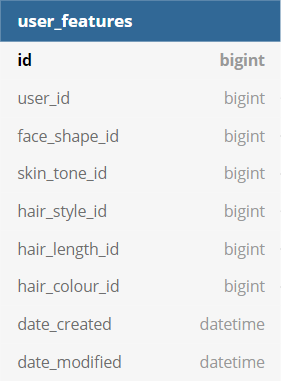 user_features
id bigint
user_id bigint
face_shape_id bigint
skin_tone_id bigint
hair_style_id bigint
hair_length_id bigint
hair_colour_id bigint
date_created datetime
date_modified datetime